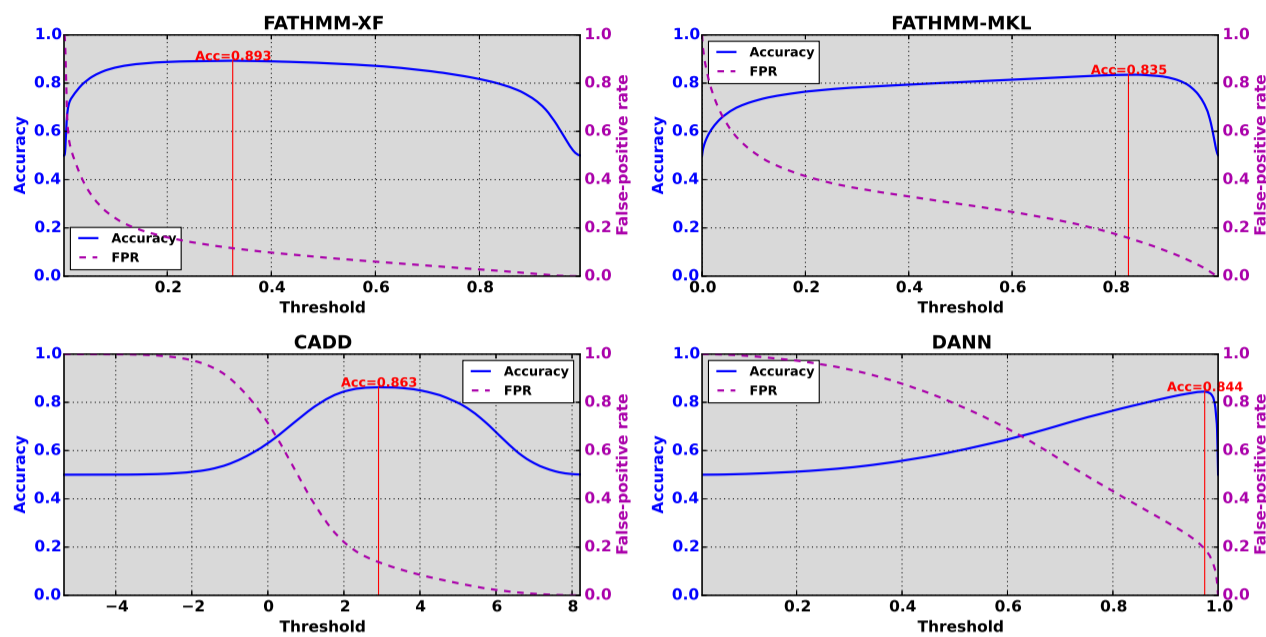 FATHMM-XF
1.0
0.8
0.6
0.4
0.2
0.0
Accuracy
Acc=0.893
Accuracy
FPR
0.2
0.4
0.6
0.8
Threshold
1.0
0.8
0.6
0.4
0.2
0.0
False-positive rate
FATHMM-MKL
1.0
0.8
0.6
0.4
0.2
0.0
Accuracy
Accuracy
FPR
Acc=0.835
0.0
0.2
0.4
0.6
0.8
Threshold
1.0
0.8
0.6
0.4
0.2
0.0
False-positive rate
CADD
1.0
0.8
0.6
0.4
0.2
0.0
Accuracy
Acc=0.863
Accuracy
FPR
−4
−2
0
2
4
6
8
Threshold
1.0
0.8
0.6
0.4
0.2
0.0
False-positive rate
DANN
1.0
0.8
0.6
0.4
0.2
0.0
Accuracy
Accuracy
FPR
Acc=0.844
0.2
0.4
0.6
0.8
1.0
Threshold
1.0
0.8
0.6
0.4
0.2
0.0
False-positive rate